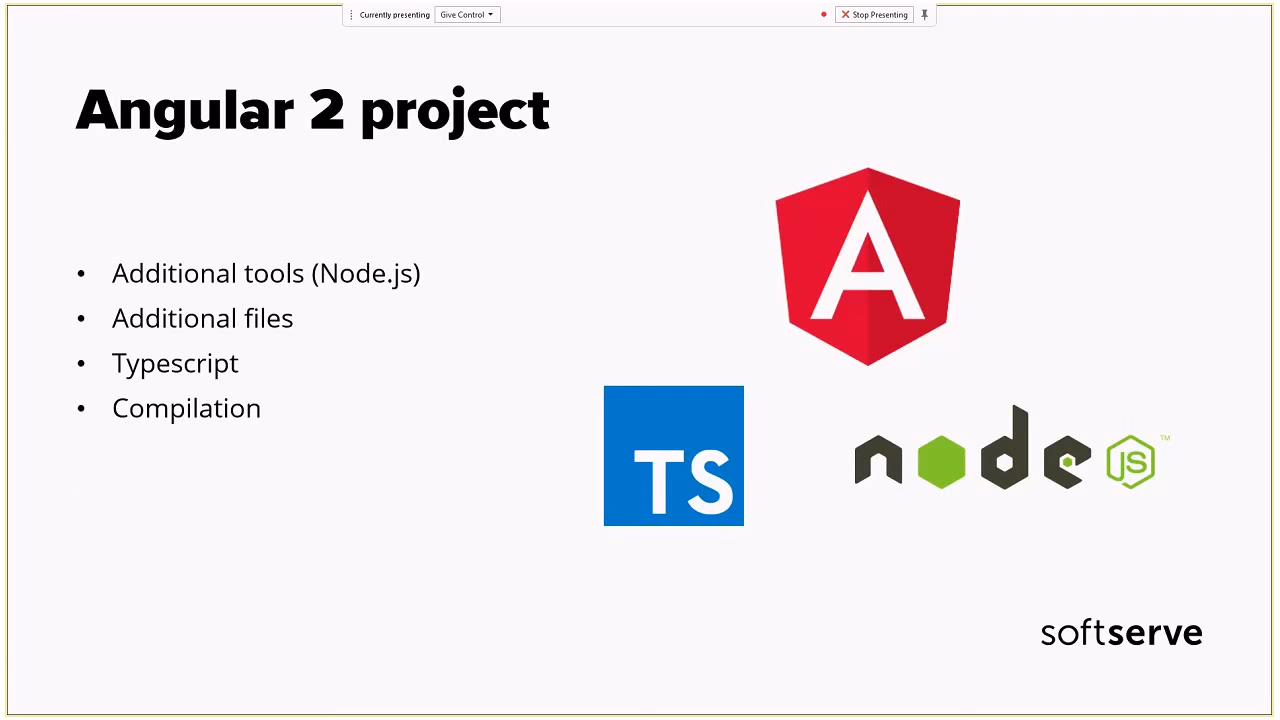 Currently presenting Give Control Stop Presenting
Angular 2 project
• Additional tools (Node.js)
• Additional files
• Typescript
• Compilation
A
TS
node JS ™
softserve